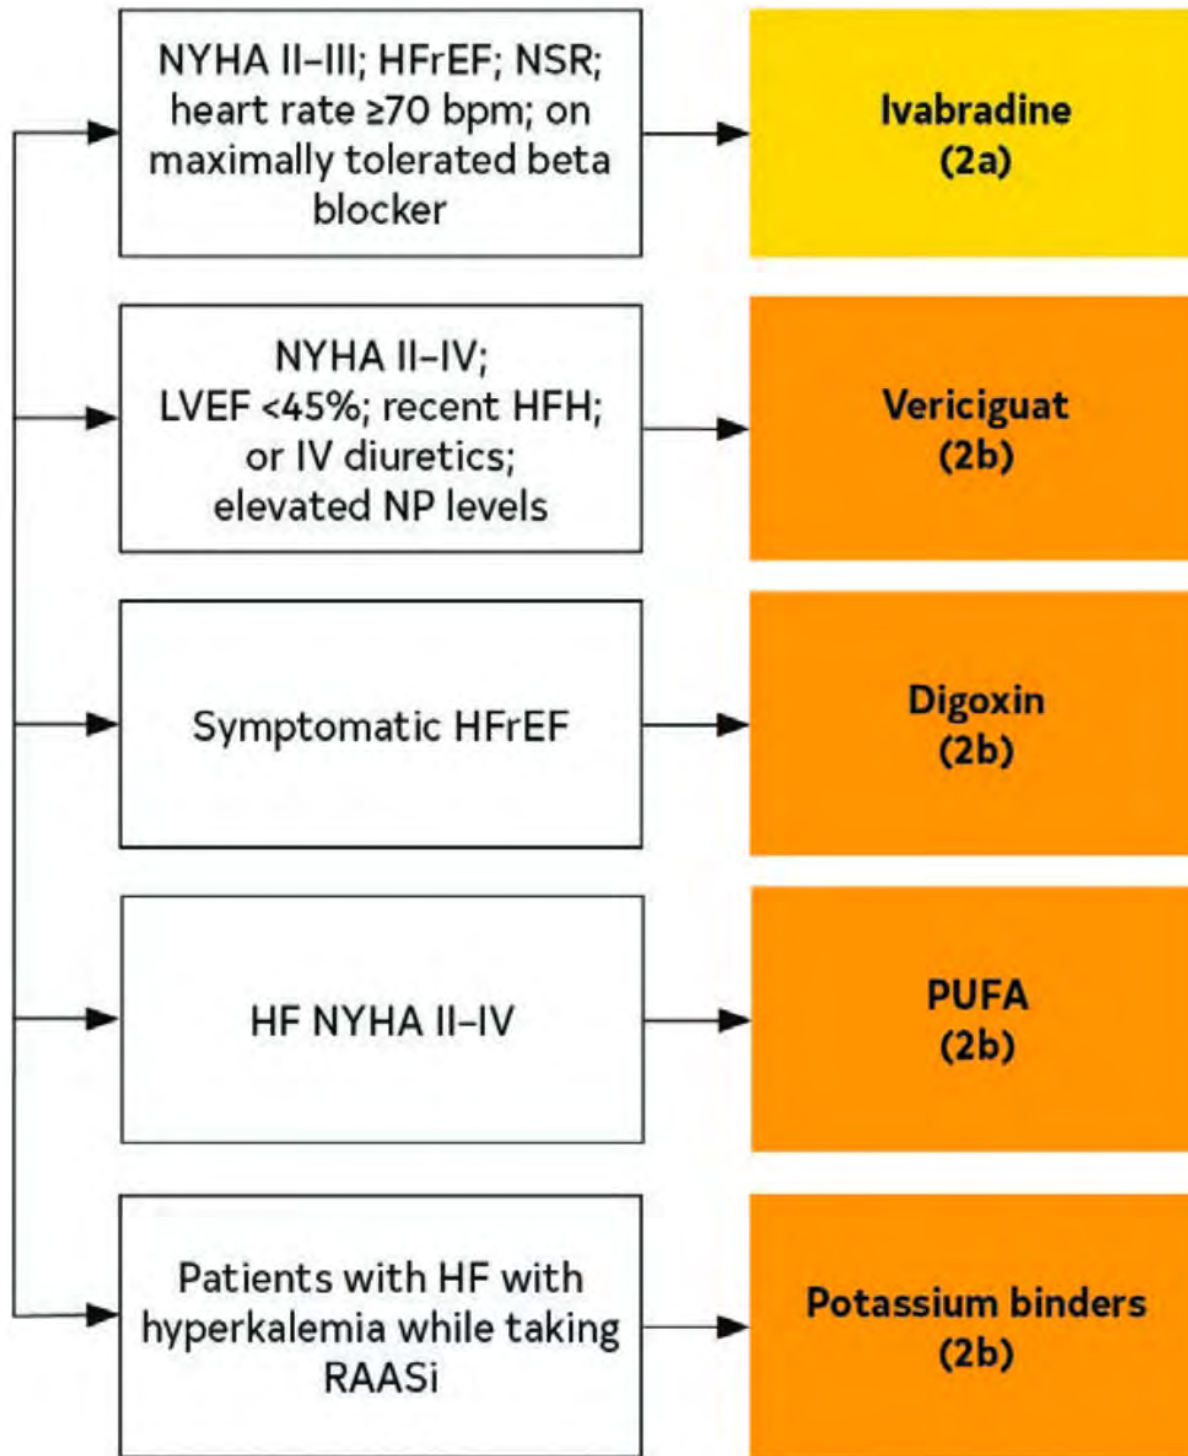 NYHA II–III; HFrEF; NSR;
heart rate ≥70 bpm; on
maximally tolerated beta
blocker
Ivabradine
(2a)
NYHA II–IV;
LVEF <45%; recent HFH;
or IV diuretics;
elevated NP levels
Vericiguat
(2b)
Symptomatic HFrEF
Digoxin
(2b)
HF NYHA II–IV
PUFA
(2b)
Patients with HF with
hyperkalemia while taking
RAASi
Potassium binders
(2b)